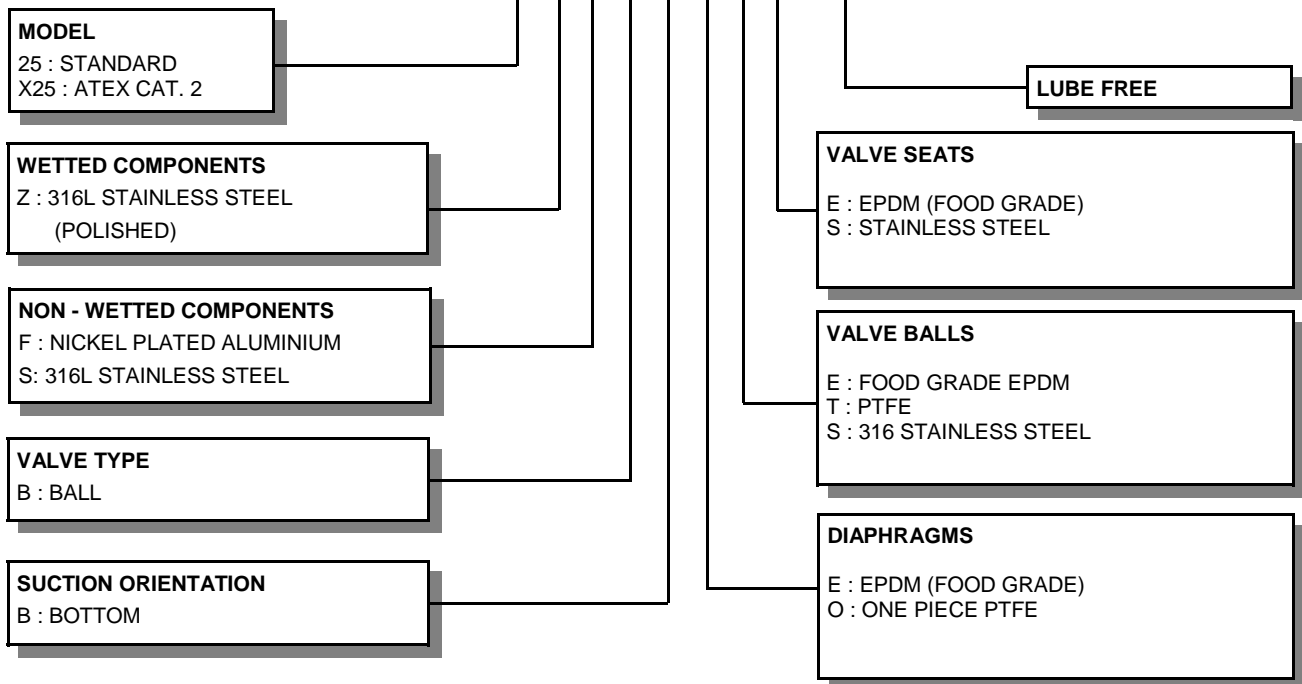 MODEL
25 : STANDARD
X25 : ATEX CAT. 2
WETTED COMPONENTS
Z : 316L STAINLESS STEEL
(POLISHED)
NON - WETTED COMPONENTS
F : NICKEL PLATED ALUMINIUM
S: 316L STAINLESS STEEL
VALVE TYPE
B : BALL
SUCTION ORIENTATION
B : BOTTOM
LUBE FREE
VALVE SEATS
E : EPDM (FOOD GRADE)
S : STAINLESS STEEL
VALVE BALLS
E : FOOD GRADE EPDM
T : PTFE
S : 316 STAINLESS STEEL
DIAPHRAGMS
E : EPDM (FOOD GRADE)
O : ONE PIECE PTFE